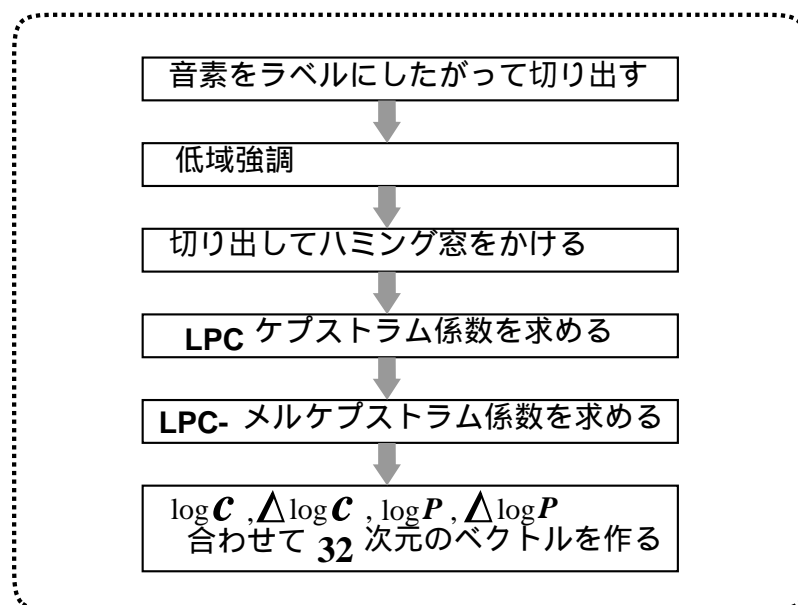 音素をラベルにしたがって切り出す
低域強調
切り出してハミング窓をかける
LPC ケプストラム係数を求める
LPC- メルケプストラム係数を求める
log C , Δ log C , log P , Δ log P
合わせて 32 次元のベクトルを作る